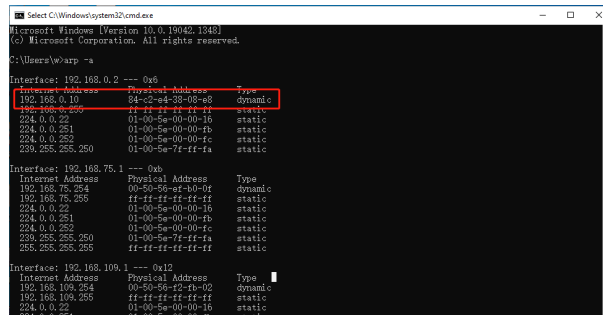 Select C:\Windows\system32\cmd.exe
Microsoft Windows [Version 10.0.19042.1348]
(c) Microsoft Corporation. All rights reserved.
C:\Users\w>arp -a
Interface: 192.168.0.2 --- 0x6
Internet Address Physical Address Type
192.168.0.10 84-c2-e4-38-08-e8 dynamic
192.168.0.255 ff-ff-ff-ff-ff-ff static
224.0.0.22 01-00-5e-00-00-16 static
224.0.0.251 01-00-5e-00-00-fb static
224.0.0.252 01-00-5e-00-00-fc static
239.255.255.250 01-00-5e-7f-ff-fa static
Interface: 192.168.75.1 --- 0xb
Internet Address Physical Address Type
192.168.75.254 00-50-56-ef-b0-0f dynamic
192.168.75.255 ff-ff-ff-ff-ff-ff static
224.0.0.22 01-00-5e-00-00-16 static
224.0.0.251 01-00-5e-00-00-fb static
224.0.0.252 01-00-5e-00-00-fc static
239.255.255.250 01-00-5e-7f-ff-fa static
255.255.255.255 ff-ff-ff-ff-ff-ff static
Interface: 192.168.109.1 --- 0x12
Internet Address Physical Address Type
192.168.109.254 00-50-56-f2-fb-02 dynamic
192.168.109.255 ff-ff-ff-ff-ff-ff static
224.0.0.22 01-00-5e-00-00-16 static